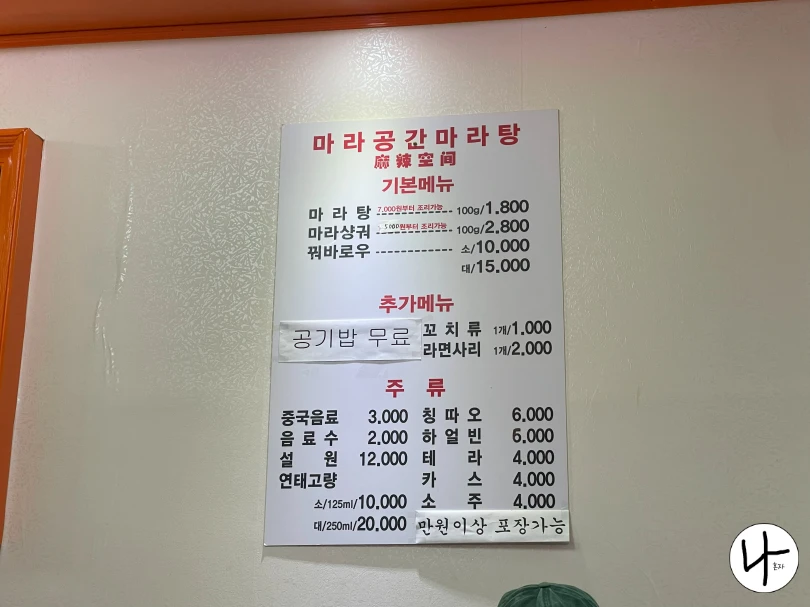 마라공간마라탕
麻辣空间
기본메뉴
마 라 탕 7,000원부터 조리가능 100g/1.800
마라샹궈 원부터 조리가능 100g/2.800
꿔바로우 소/10.000
대/15.000
추가메뉴
공기밥 무료
꼬 치 류 1개/1.000
라면사리 1개/2.000
주 류
중국음료 3.000 칭 따 오 6.000
음 료 수 2.000 하 얼 빈 6.000
설 원 12.000 테 라 4.000
연태고량 카 스 4.000
소/125ml/10.000 소 주 4.000
대/250ml/20.000 만원이상 포장가능
나
혼자